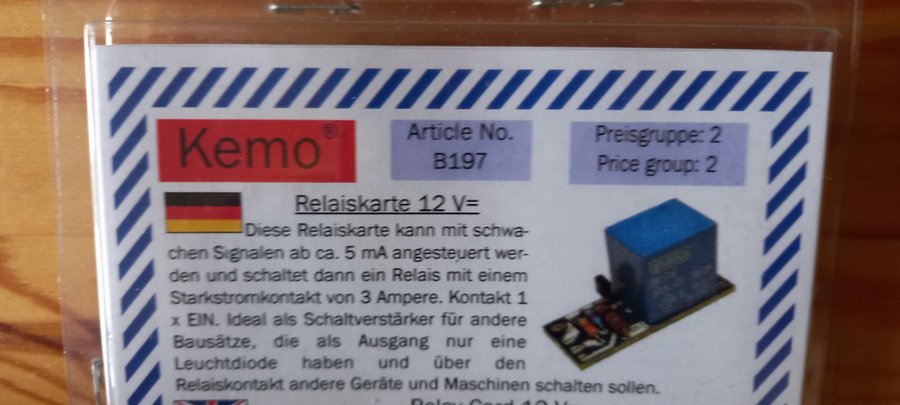 Kemo®
Article No.
B197
Preisgruppe: 2
Price group: 2
Relaiskarte 12 V=
Diese Relaiskarte kann mit schwa-
chen Signalen ab ca. 5 mA angesteuert wer-
den und schaltet dann ein Relais mit einem
Starkstromkontakt von 3 Ampere. Kontakt 1
x EIN. Ideal als Schaltverstärker für andere
Bausätze, die als Ausgang nur eine
Leuchtdiode haben und über den
Relaiskontakt andere Geräte und Maschinen schalten sollen.
Relay Card 12 V=